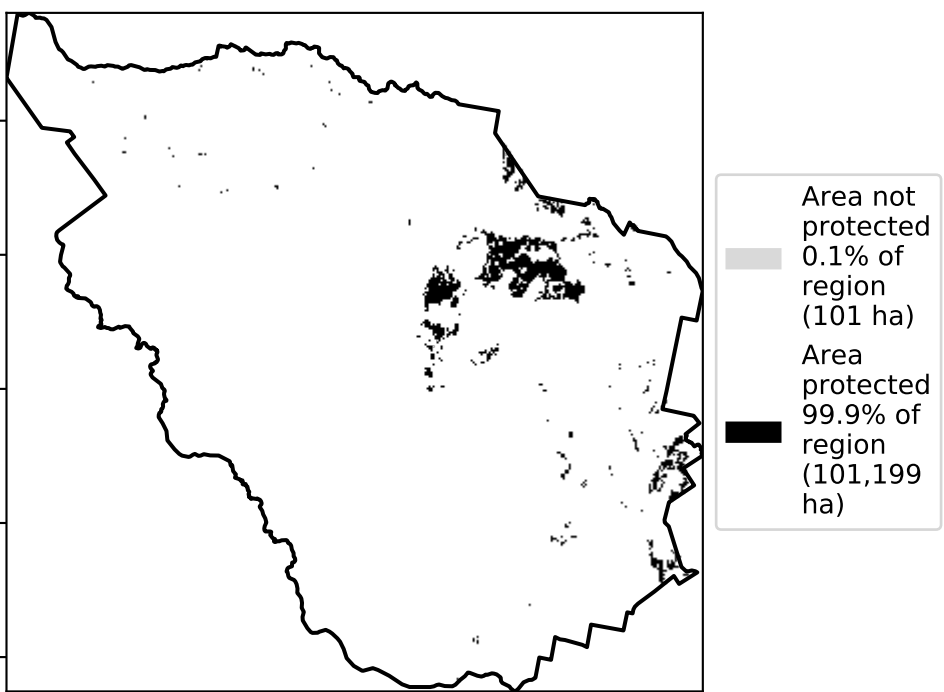 Area not
protected
0.1% of
region
(101 ha)
Area
protected
99.9% of
region
(101,199
ha)